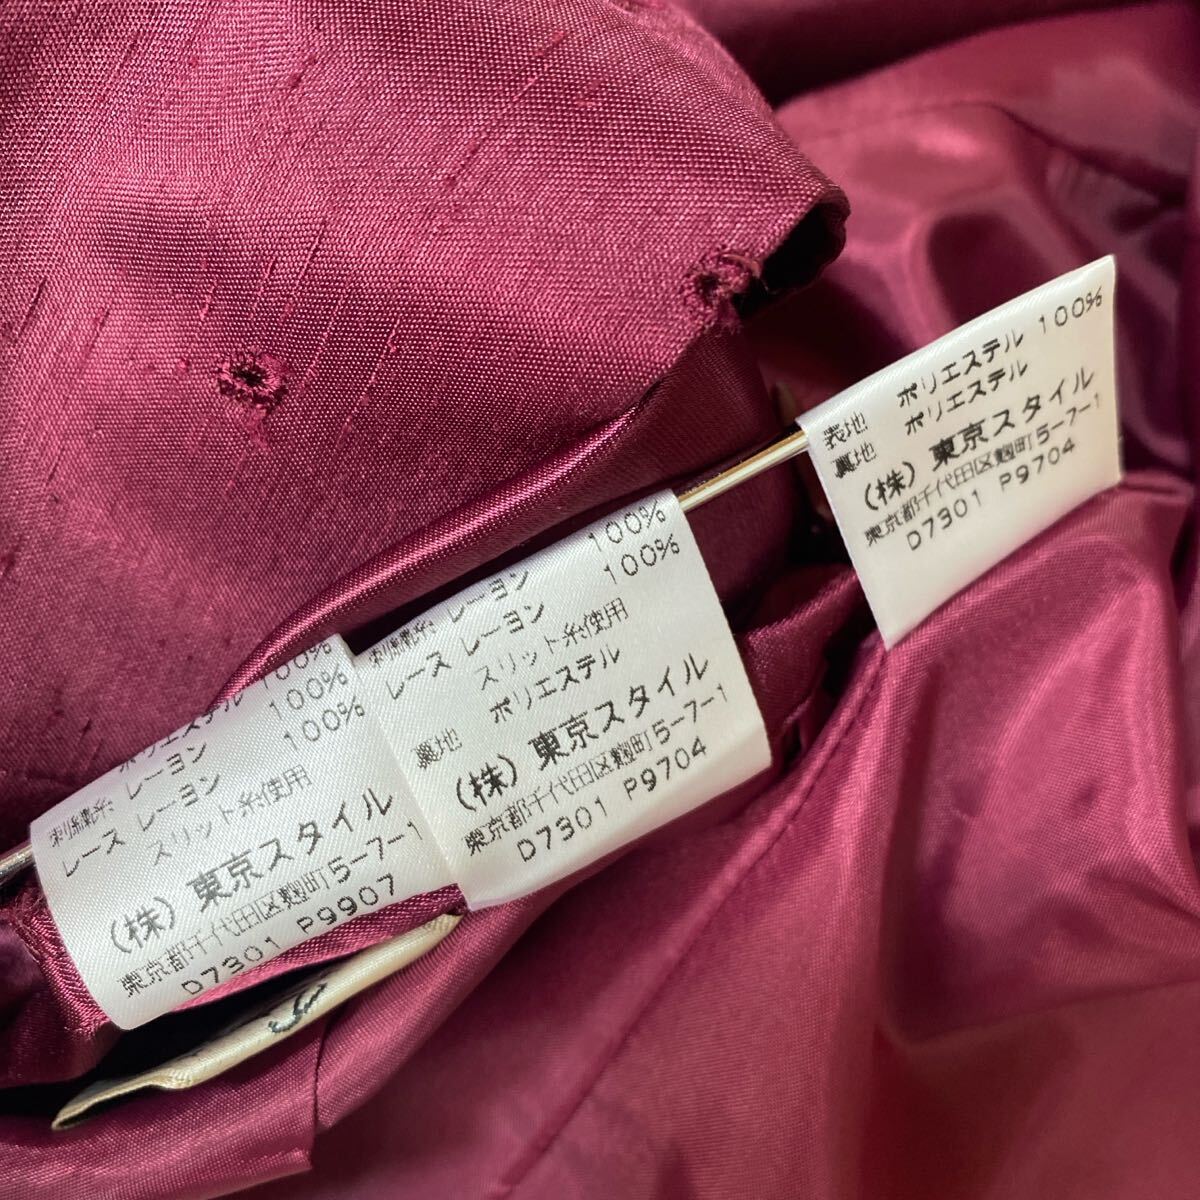 ポリエステル 100%
レーヨン 100%
レース レーヨン 100%
スリット糸使用
(株) 東京スタイル
東京都千代田区麹町5-7-1
D7301 P9907
刺繍糸 レーヨン 100%
レース レーヨン 100%
スリット糸使用
裏地 ポリエステル
(株) 東京スタイル
東京都千代田区麹町5-7-1
D7301 P9704
表地 ポリエステル 100%
裏地 ポリエステル
(株) 東京スタイル
東京都千代田区麹町5-7-1
D7301 P9704